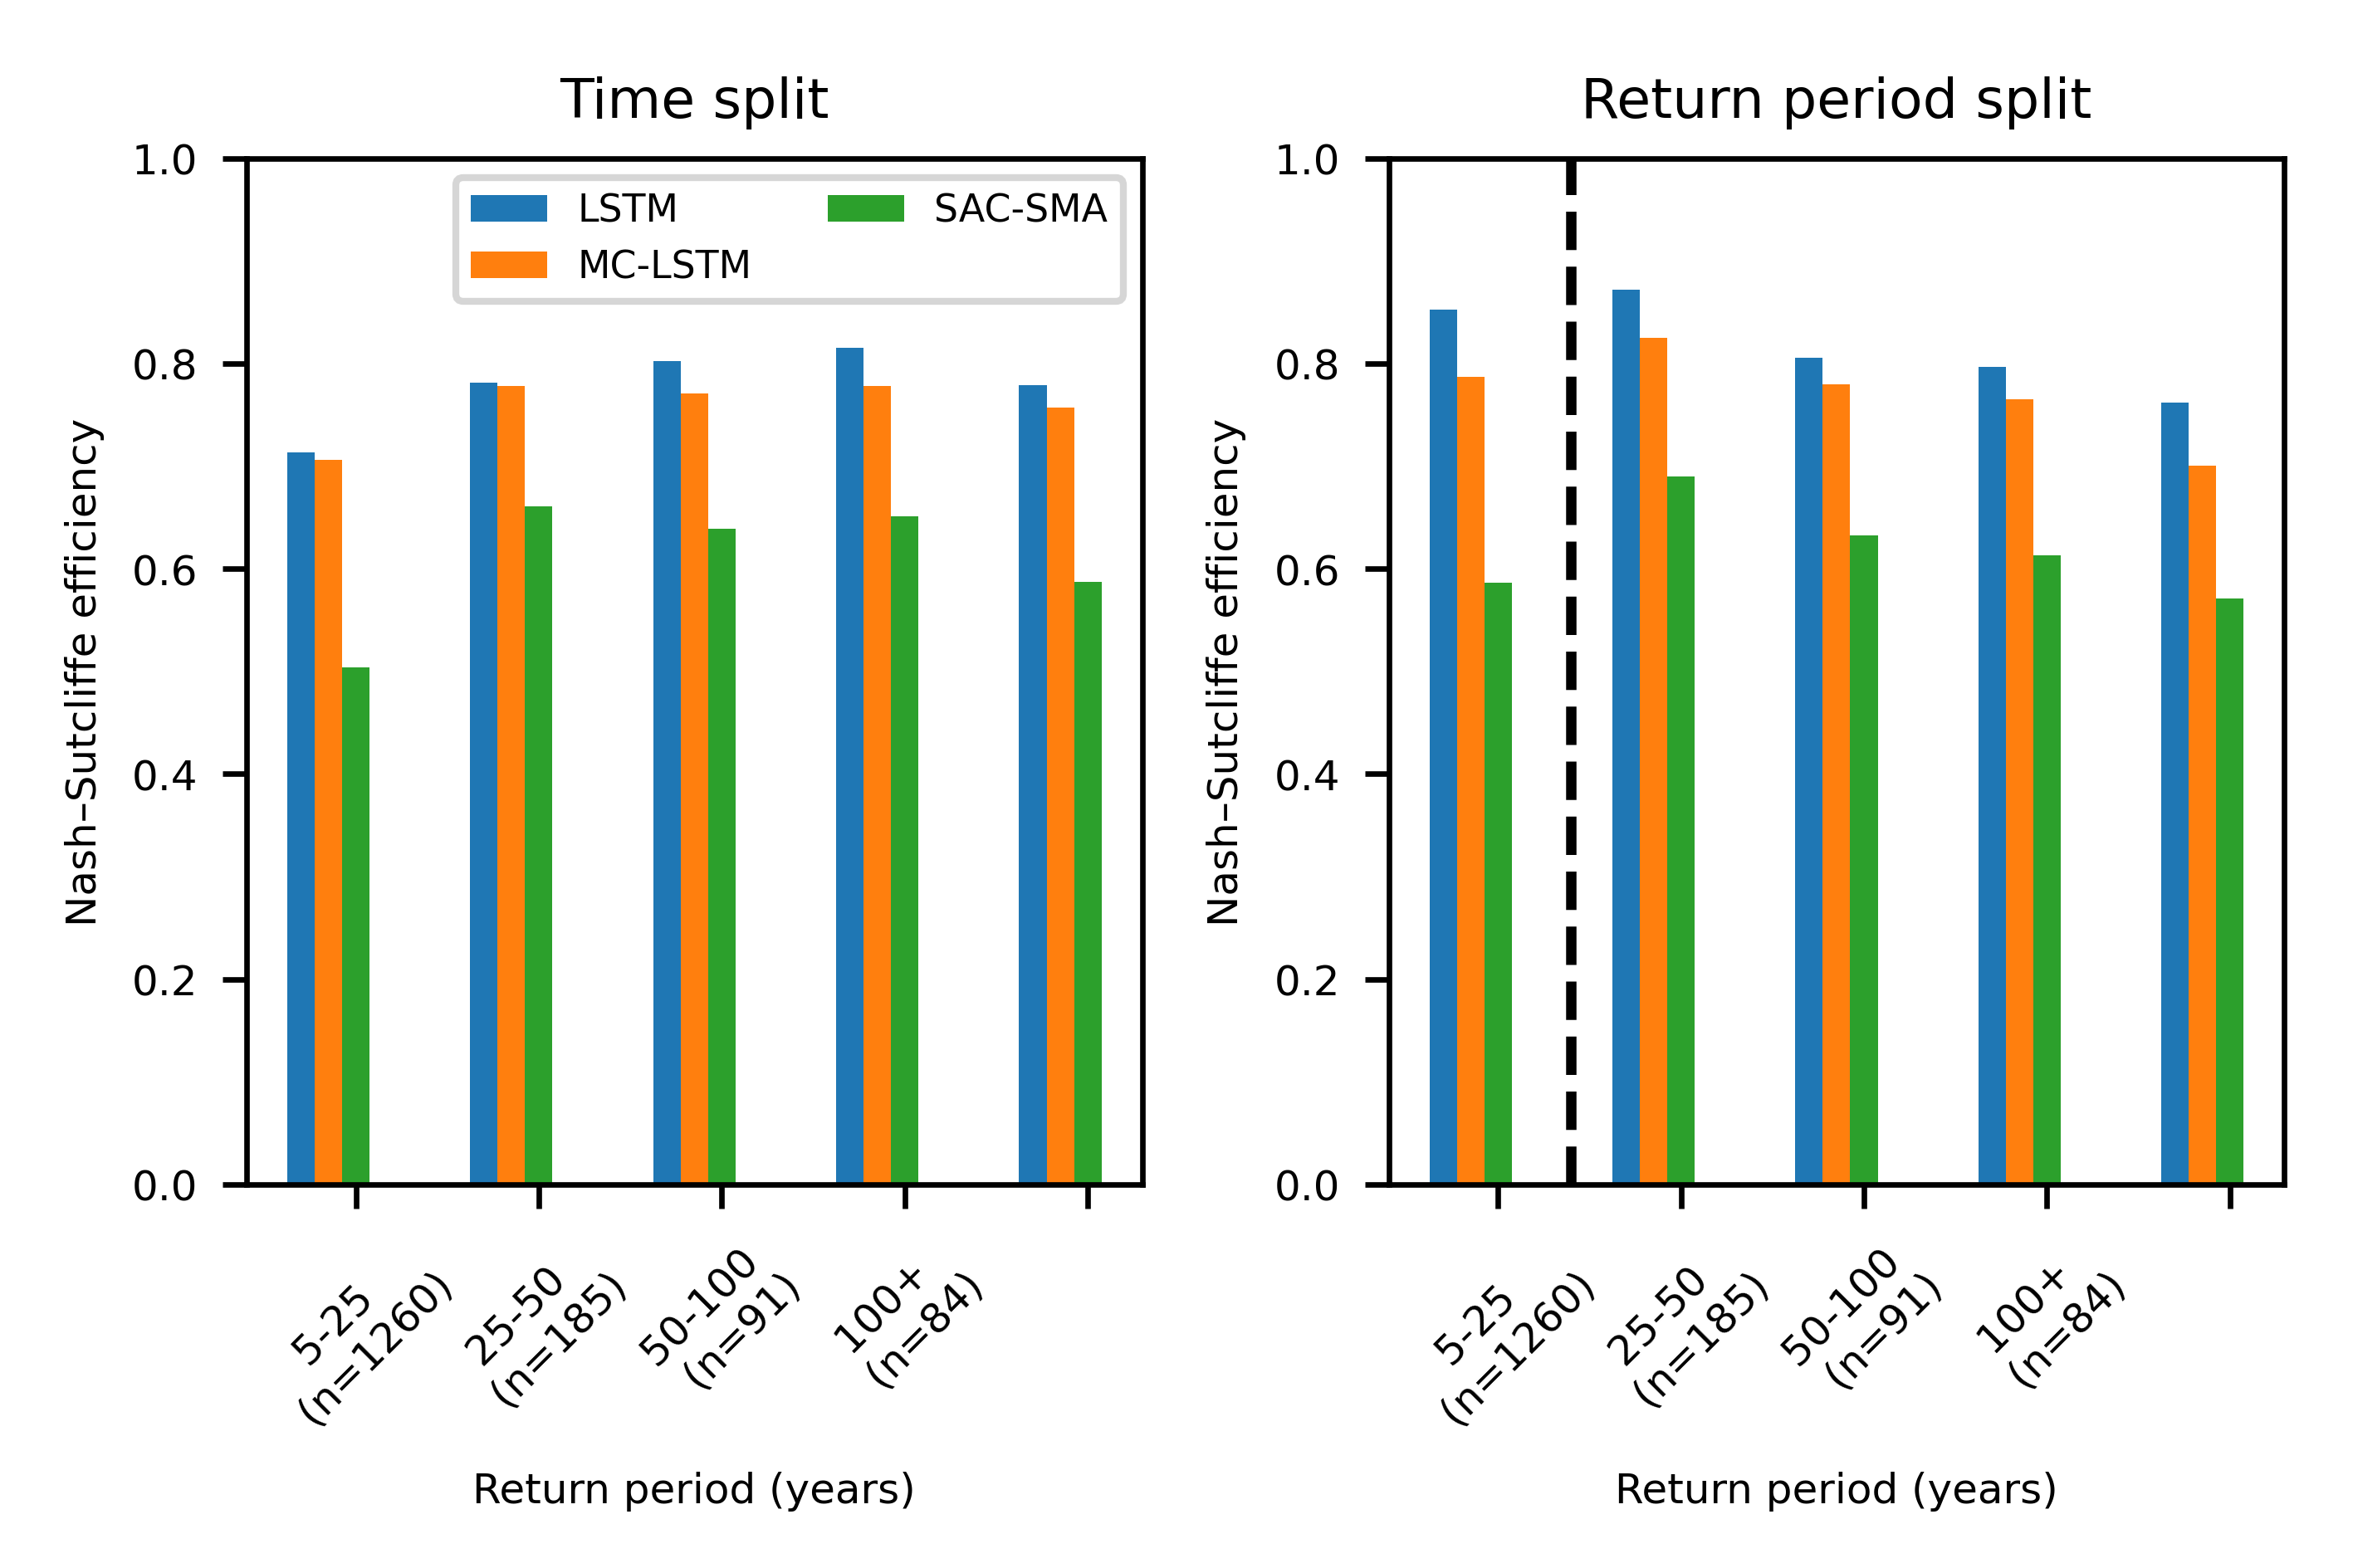 Time split
1.0
0.8
0.6
0.4
0.2
0.0
Nash–Sutcliffe efficiency
LSTM
MC-LSTM
SAC-SMA
5-25
(n=1260)
25-50
(n=185)
50-100
(n=91)
100+
(n=84)
Return period (years)
Return period split
1.0
0.8
0.6
0.4
0.2
0.0
Nash–Sutcliffe efficiency
5-25
(n=1260)
25-50
(n=185)
50-100
(n=91)
100+
(n=84)
Return period (years)